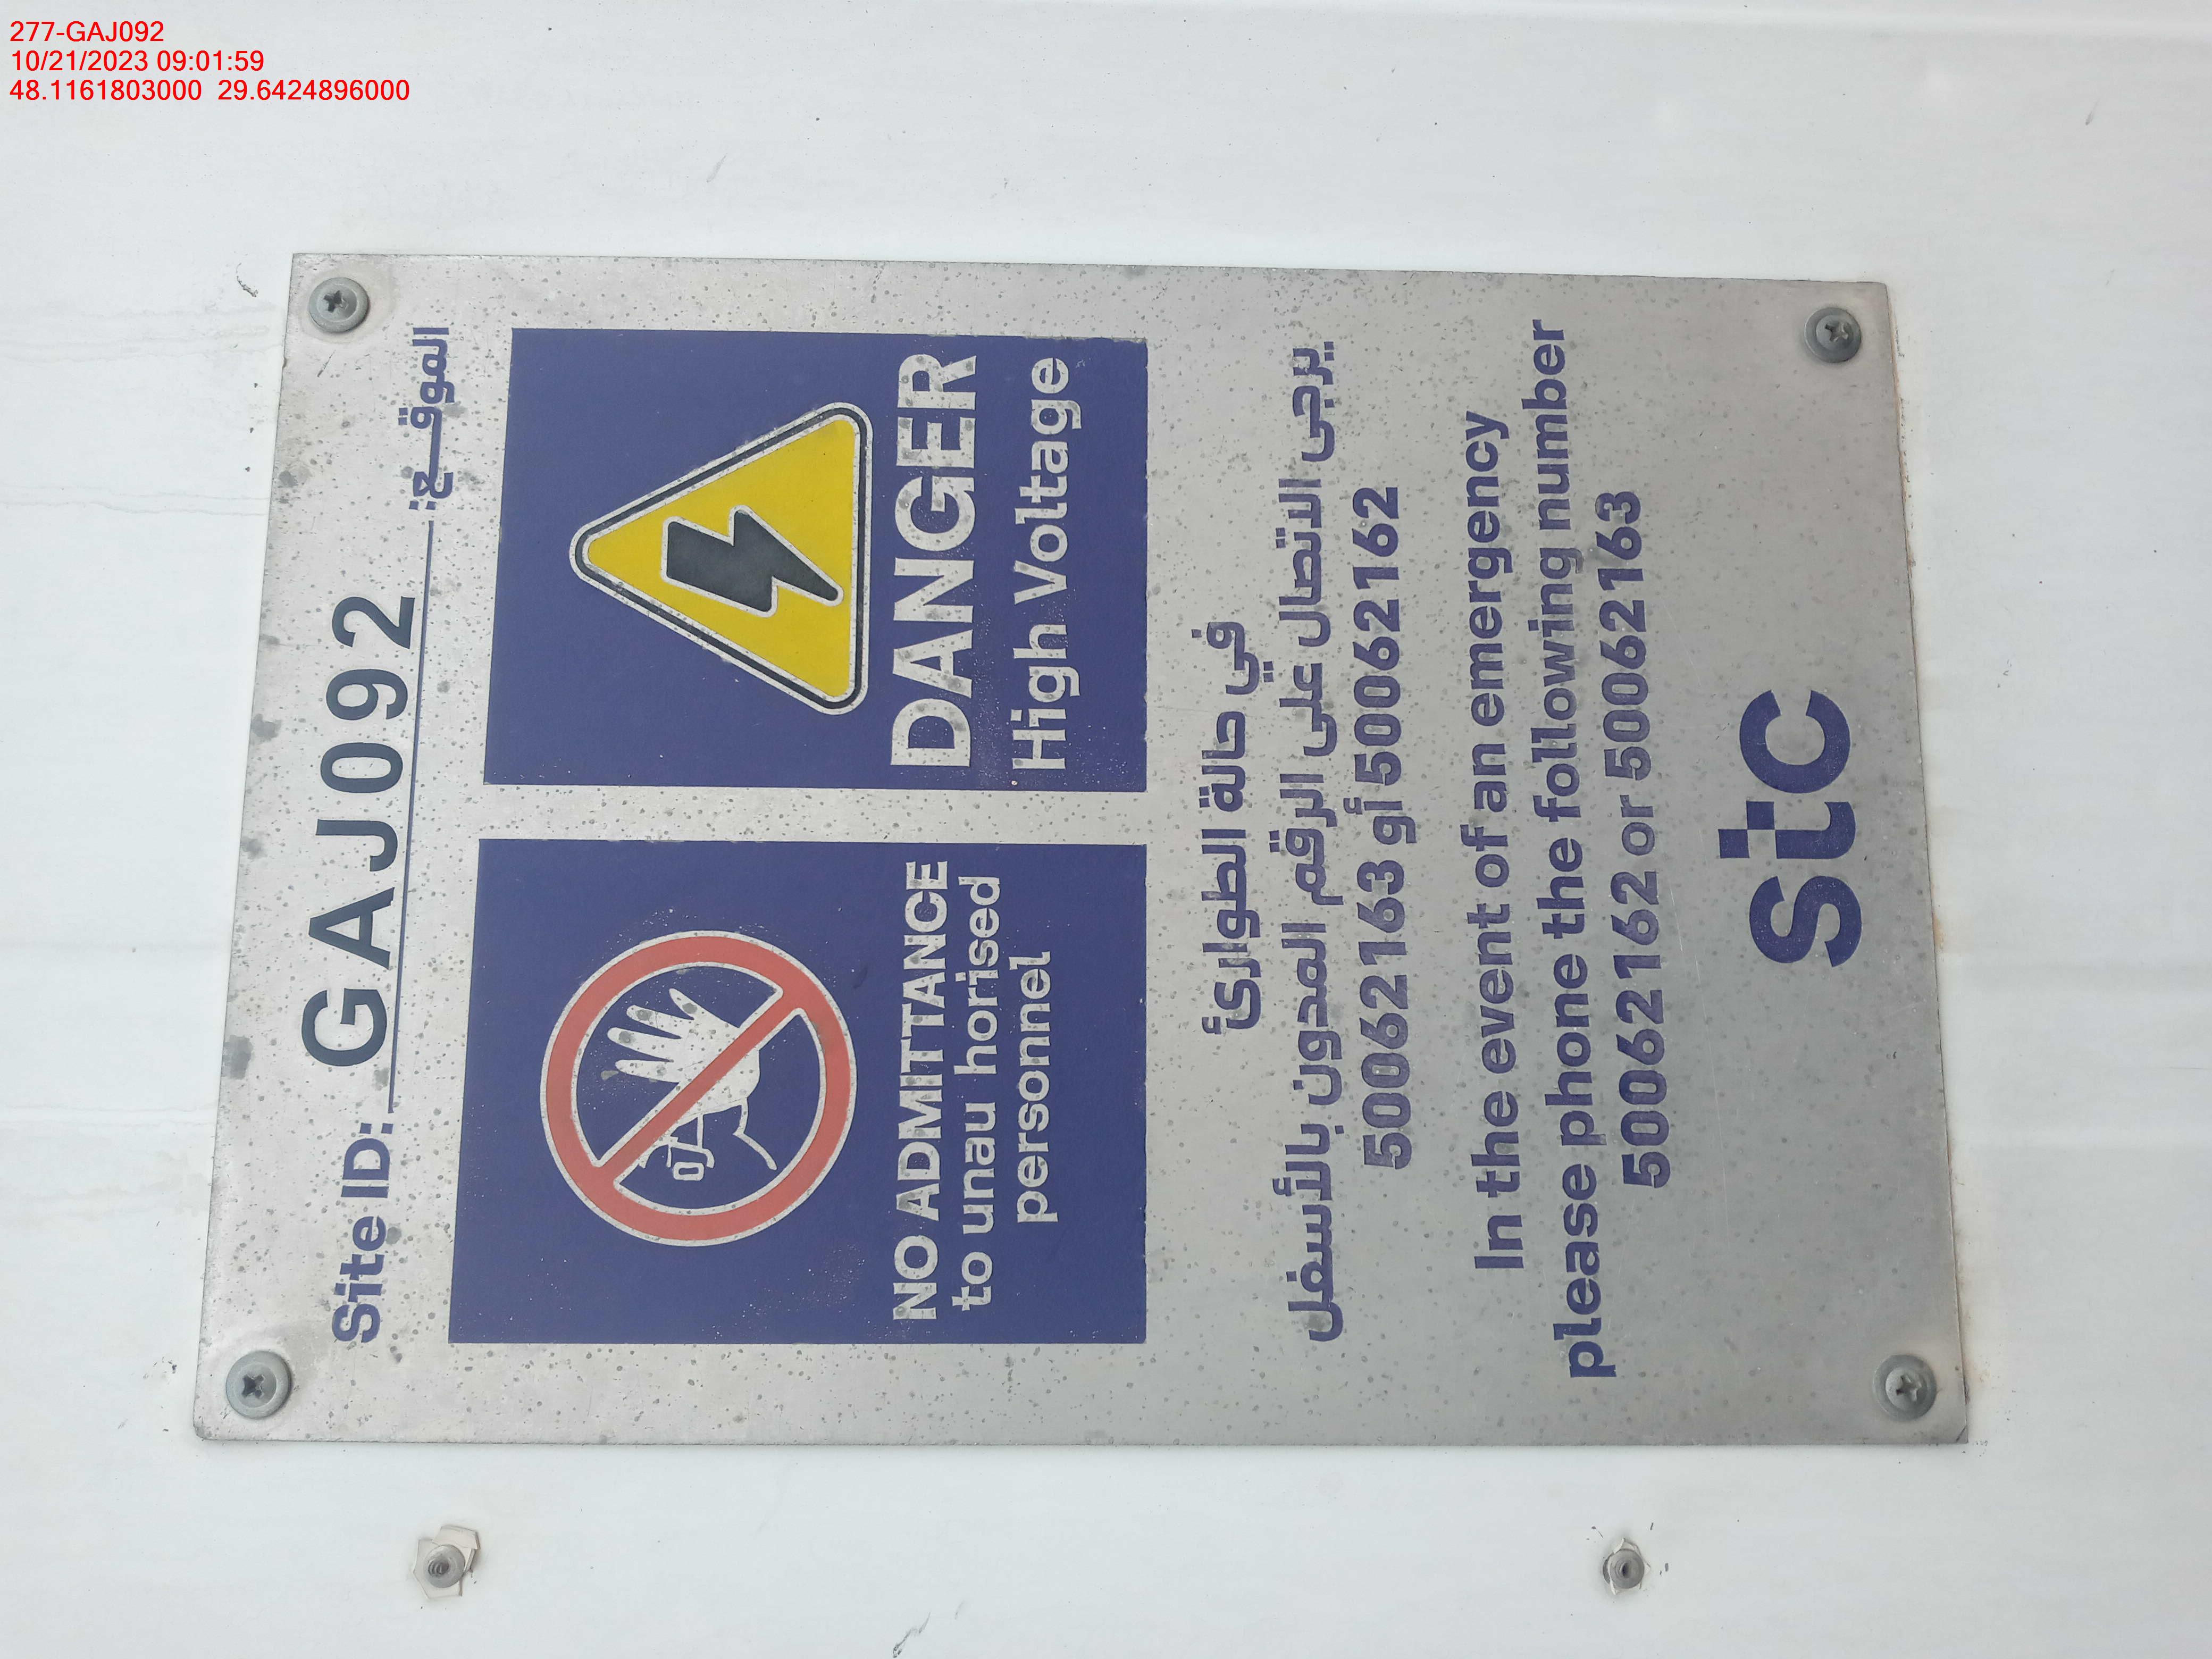 277-GAJ092
10/21/2023 09:01:59
48.1161803000 29.6424896000
Site ID: GAJ092 الموقـــع:
NO ADMITTANCE
to unau horised
personnel
DANGER
High Voltage
في حالة الطوارئ
يرجى الاتصال على الرقم المدون بالأسفل
50062162 أو 50062163
In the event of an emergency
please phone the following number
50062162 or 50062163
stc